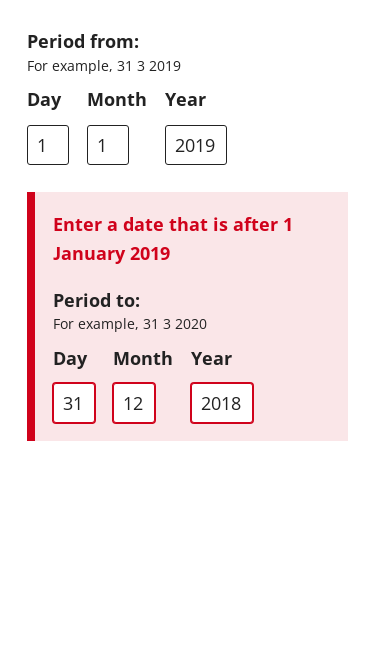 Period from:
For example, 31 3 2019
Day Month Year
1 1 2019
Enter a date that is after 1
January 2019
Period to:
For example, 31 3 2020
Day Month Year
31 12 2018